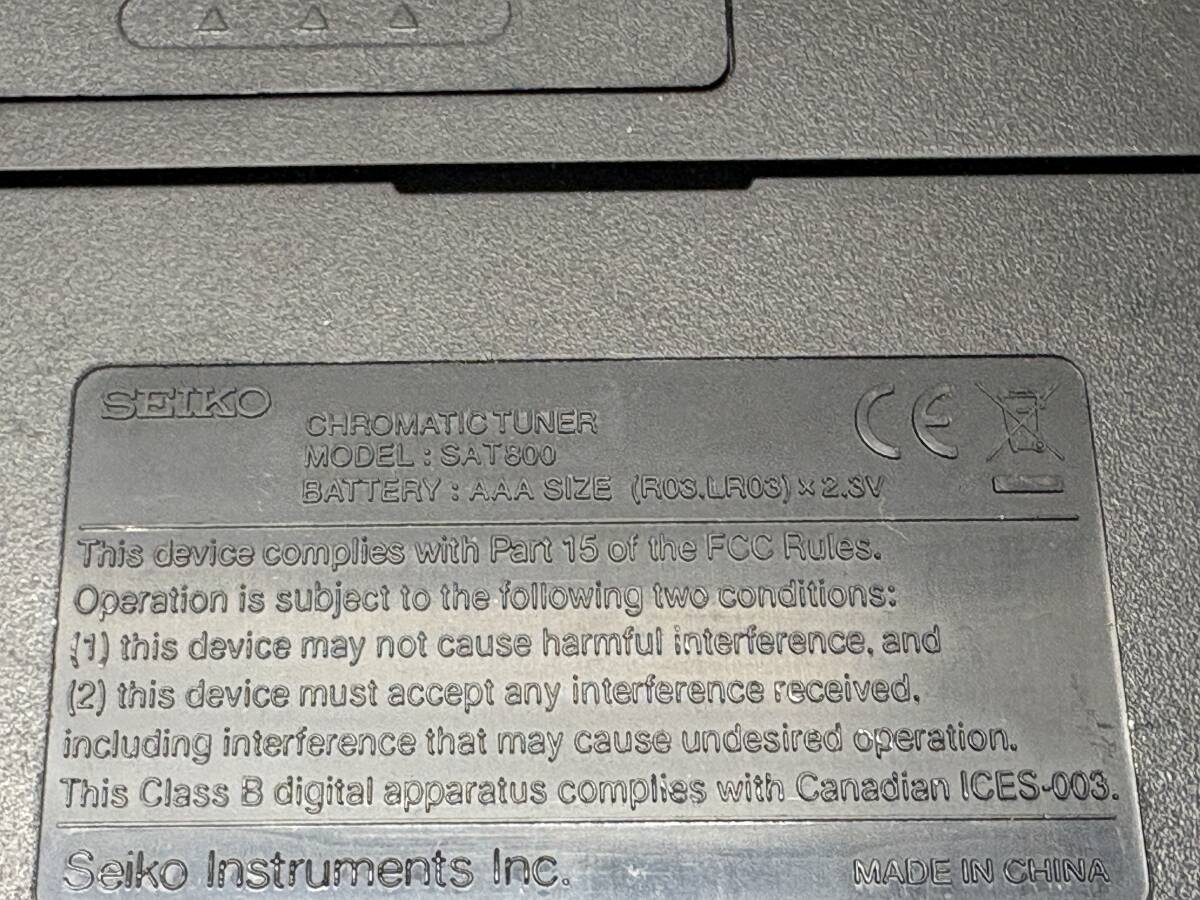 SEIKO
CHROMATIC TUNER
MODEL : SAT800
BATTERY : AAA SIZE (R03.LR03) × 2.3V
CE
This device complies with Part 15 of the FCC Rules.
Operation is subject to the following two conditions:
(1) this device may not cause harmful interference, and
(2) this device must accept any interference received,
including interference that may cause undesired operation.
This Class B digital apparatus complies with Canadian ICES-003.
Seiko Instruments Inc.
MADE IN CHINA